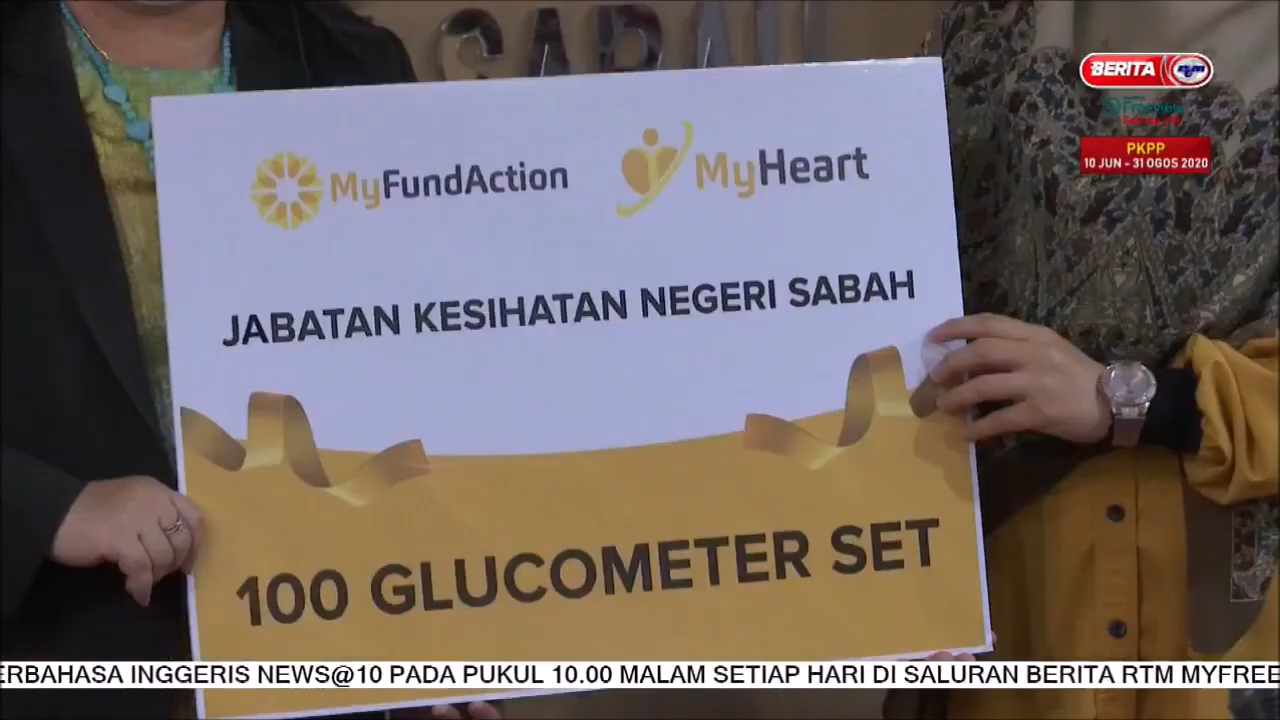 SABAH
BERITA RTM
Freeview
PKPP
10 JUN - 31 OGOS 2020
MyFundAction
MyHeart
JABATAN KESIHATAN NEGERI SABAH
100 GLUCOMETER SET
ERBAHASA INGGERIS NEWS@10 PADA PUKUL 10.00 MALAM SETIAP HARI DI SALURAN BERITA RTM MYFREE